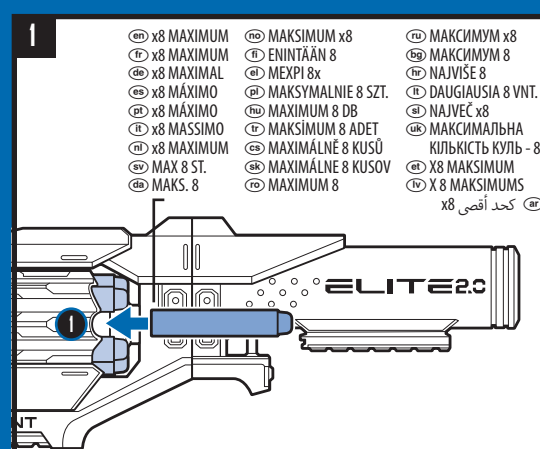 1
en x8 MAXIMUM
fr x8 MAXIMUM
de x8 MAXIMAL
es x8 MÁXIMO
pt x8 MÁXIMO
it x8 MASSIMO
nl x8 MAXIMUM
sv MAX 8 ST.
da MAKS. 8
no MAKSIMUM x8
fi ENINTÄÄN 8
el ΜΕΧΡΙ 8x
pl MAKSYMALNIE 8 SZT.
hu MAXIMUM 8 DB
tr MAKSİMUM 8 ADET
cs MAXIMÁLNĚ 8 KUSŮ
sk MAXIMÁLNE 8 KUSOV
ro MAXIMUM 8
ru МАКСИМУМ x8
bg МАКСИМУМ 8
hr NAJVIŠE 8
lt DAUGIAUSIA 8 VNT.
sl NAJVEČ x8
uk МАКСИМАЛЬНА
КІЛЬКІСТЬ КУЛЬ - 8
et X8 MAKSIMUM
lv X 8 MAKSIMUMS
ar كحد أقصى x8
ELITE 2.0
1
NT